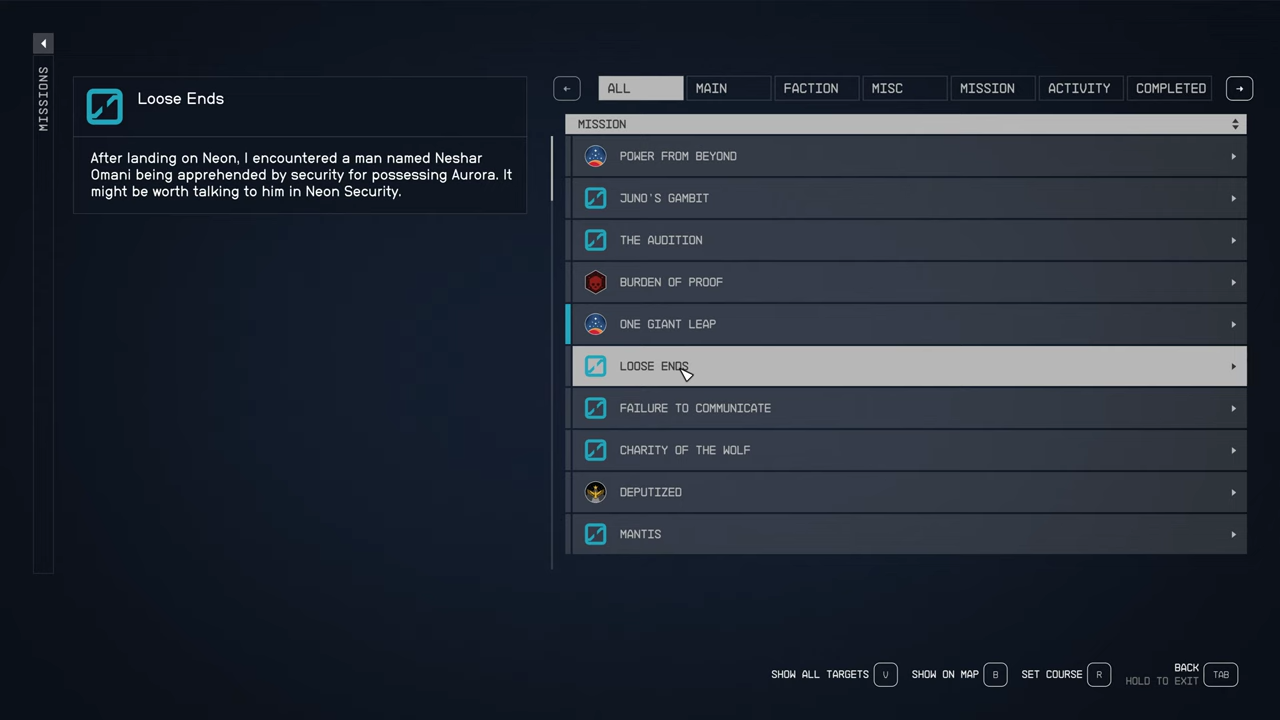 MISSIONS
Loose Ends
After landing on Neon, I encountered a man named Neshar
Omani being apprehended by security for possessing Aurora. It
might be worth talking to him in Neon Security.
ALL
MAIN
FACTION
MISC
MISSION
ACTIVITY
COMPLETED
MISSION
POWER FROM BEYOND
JUNO'S GAMBIT
THE AUDITION
BURDEN OF PROOF
ONE GIANT LEAP
LOOSE ENDS
FAILURE TO COMMUNICATE
CHARITY OF THE WOLF
DEPUTIZED
MANTIS
SHOW ALL TARGETS V
SHOW ON MAP B
SET COURSE R
BACK
HOLD TO EXIT
TAB